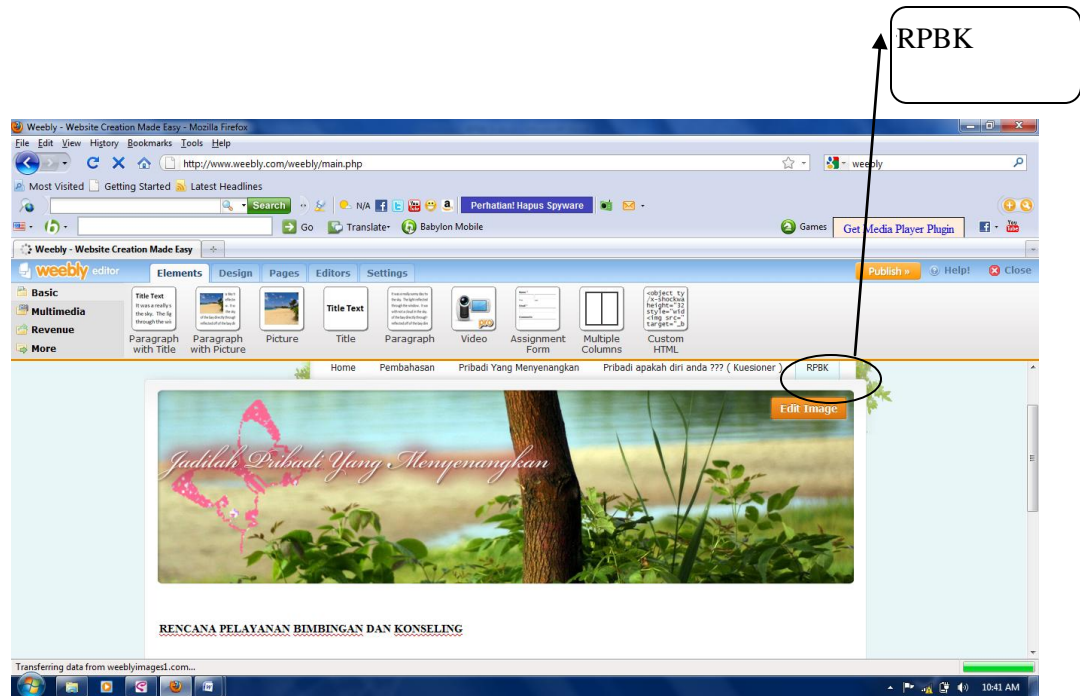 RPBK
Weebly - Website Creation Made Easy - Mozilla Firefox
File Edit View History Bookmarks Tools Help
http://www.weebly.com/weebly/main.php
weebly
Most Visited Getting Started Latest Headlines
Search N/A Perhatian! Hapus Spyware
Go Translate Babylon Mobile Games Get Media Player Plugin
Weebly - Website Creation Made Easy
weebly editor Elements Design Pages Editors Settings Publish » Help! Close
Basic
Multimedia
Revenue
More
Title Text
Title Text
Paragraph with Title
Paragraph with Picture
Picture
Title
Paragraph
Video
Assignment Form
Multiple Columns
Custom HTML
Home Pembahasan Pribadi Yang Menyenangkan Pribadi apakah diri anda ??? ( Kuesioner ) RPBK
Edit Image
Jadilah Pribadi Yang Menyenangkan
RENCANA PELAYANAN BIMBINGAN DAN KONSELING
Transferring data from weeblyimages1.com...
10:41 AM